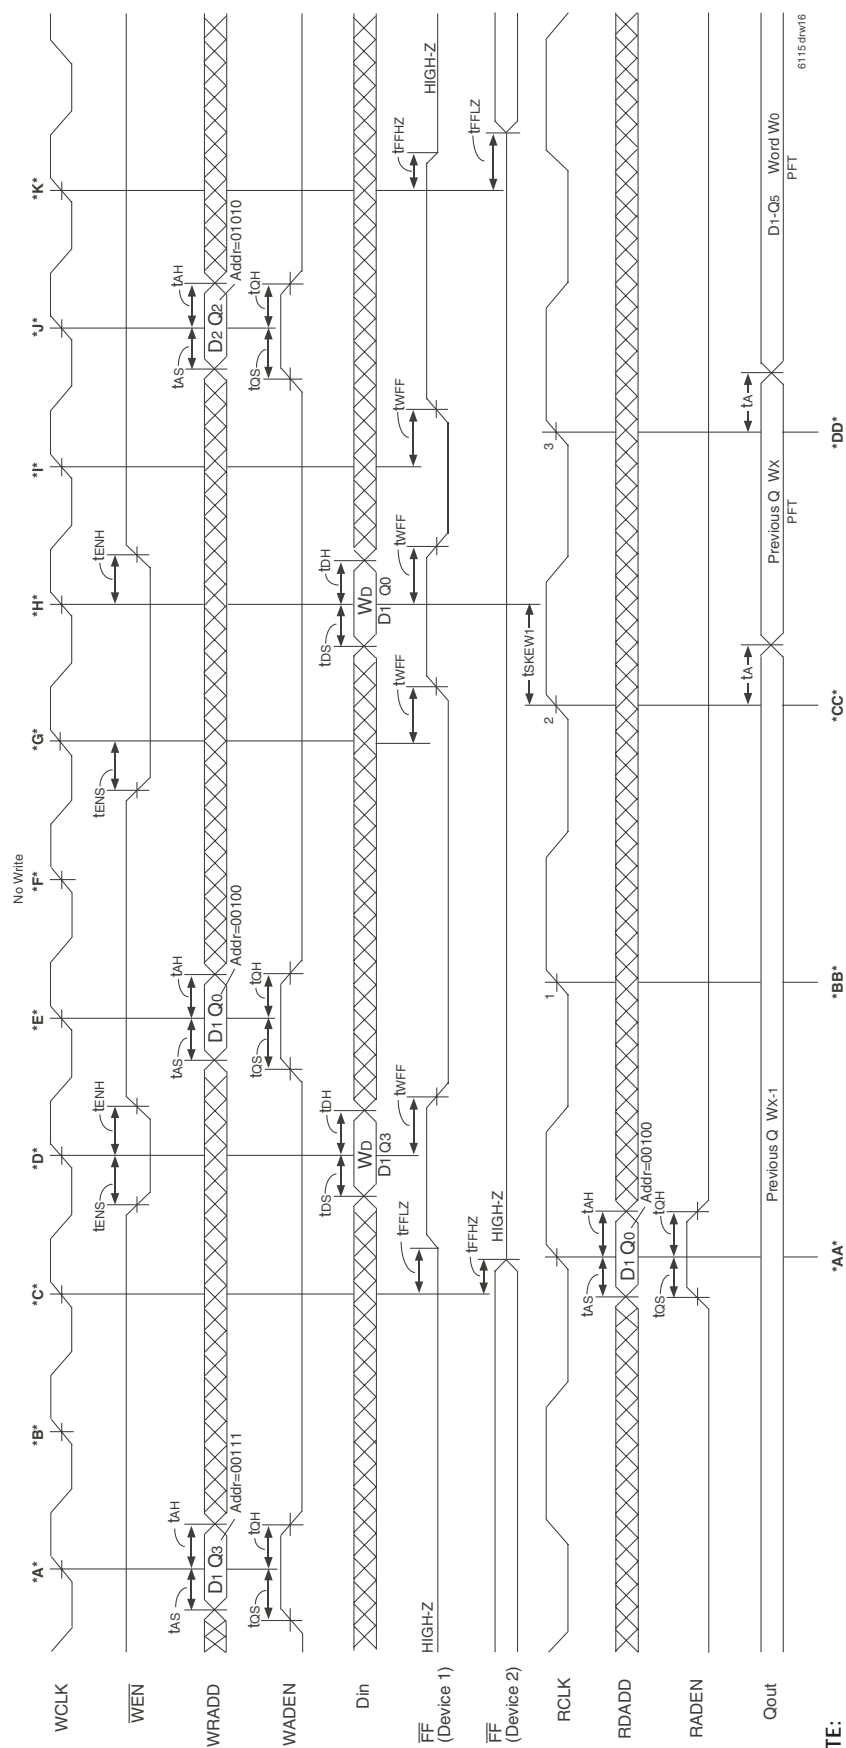 No Write
*A* *B* *C* *D* *E* *F* *G* *H* *I* *J* *K*
WCLK
tENS tENH tENS tENH
WEN
tAS tAH tAS tAH tAS tAH
WRADD D1 Q3 D1 Q0 D2 Q2
Addr=00111 Addr=00100 Addr=01010
tQS tQH tQS tQH tQS tQH
WADEN
tDS tDH tDS tDH
Din WD WD
D1 Q3 D1 Q0
tFFLZ tWFF tWFF tWFF tWFF tFFHZ
FF
(Device 1) HIGH-Z HIGH-Z
tFFHZ tFFLZ
FF
(Device 2) HIGH-Z
tSKEW1
RCLK 1 2 3
tAS tAH
RDADD D1 Q0
Addr=00100
tQS tQH
RADEN
tA tA
Qout Previous Q WX-1 Previous Q WX D1-Q5 Word W0
PFT PFT
6115 drw16
*AA* *BB* *CC* *DD*
TE: